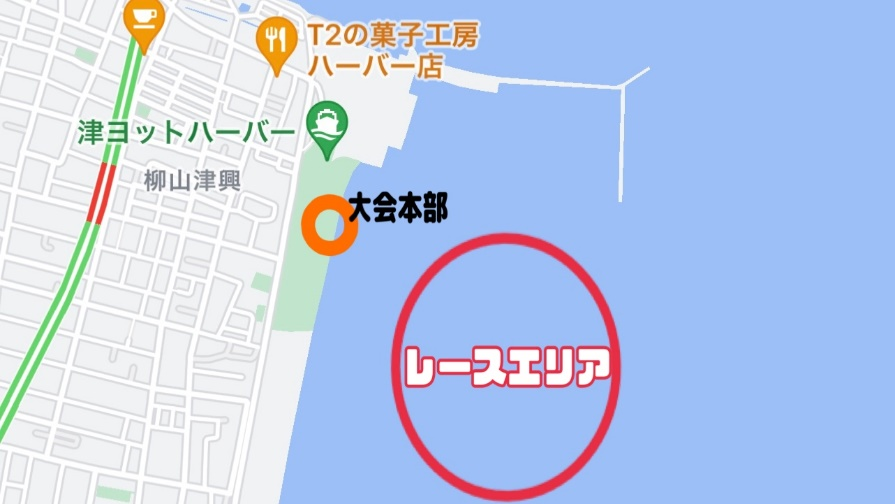 T2の菓子工房
ハーバー店
津ヨットハーバー
柳山津興
大会本部
レースエリア